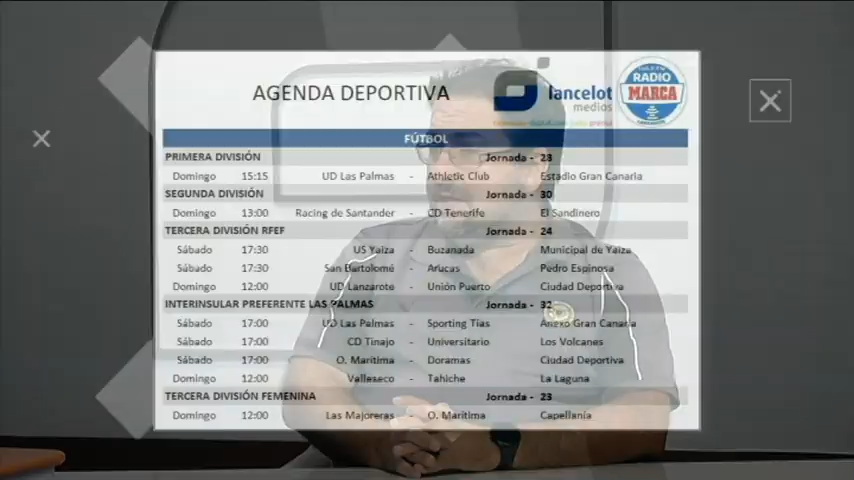 AGENDA DEPORTIVA
lancelot
medios
RADIO
MARCA
FÚTBOL
PRIMERA DIVISIÓN Jornada - 28
Domingo 15:15 UD Las Palmas - Athletic Club Estadio Gran Canaria
SEGUNDA DIVISIÓN Jornada - 30
Domingo 13:00 Racing de Santander - CD Tenerife El Sandinero
TERCERA DIVISIÓN RFEF Jornada - 24
Sábado 17:30 US Yaiza - Buzanada Municipal de Yaiza
Sábado 17:30 San Bartolomé - Arucas Pedro Espinosa
Domingo 12:00 UD Lanzarote - Unión Puerto Ciudad Deportiva
INTERINSULAR PREFERENTE LAS PALMAS Jornada - 32
Sábado 17:00 UD Las Palmas - Sporting Tías Anexo Gran Canaria
Sábado 17:00 CD Tinajo - Universitario Los Volcanes
Sábado 17:00 O. Marítima - Doramas Ciudad Deportiva
Domingo 12:00 Valleseco - Tahíche La Laguna
TERCERA DIVISIÓN FEMENINA Jornada - 23
Domingo 12:00 Las Majoreras - O. Marítima Capellanía